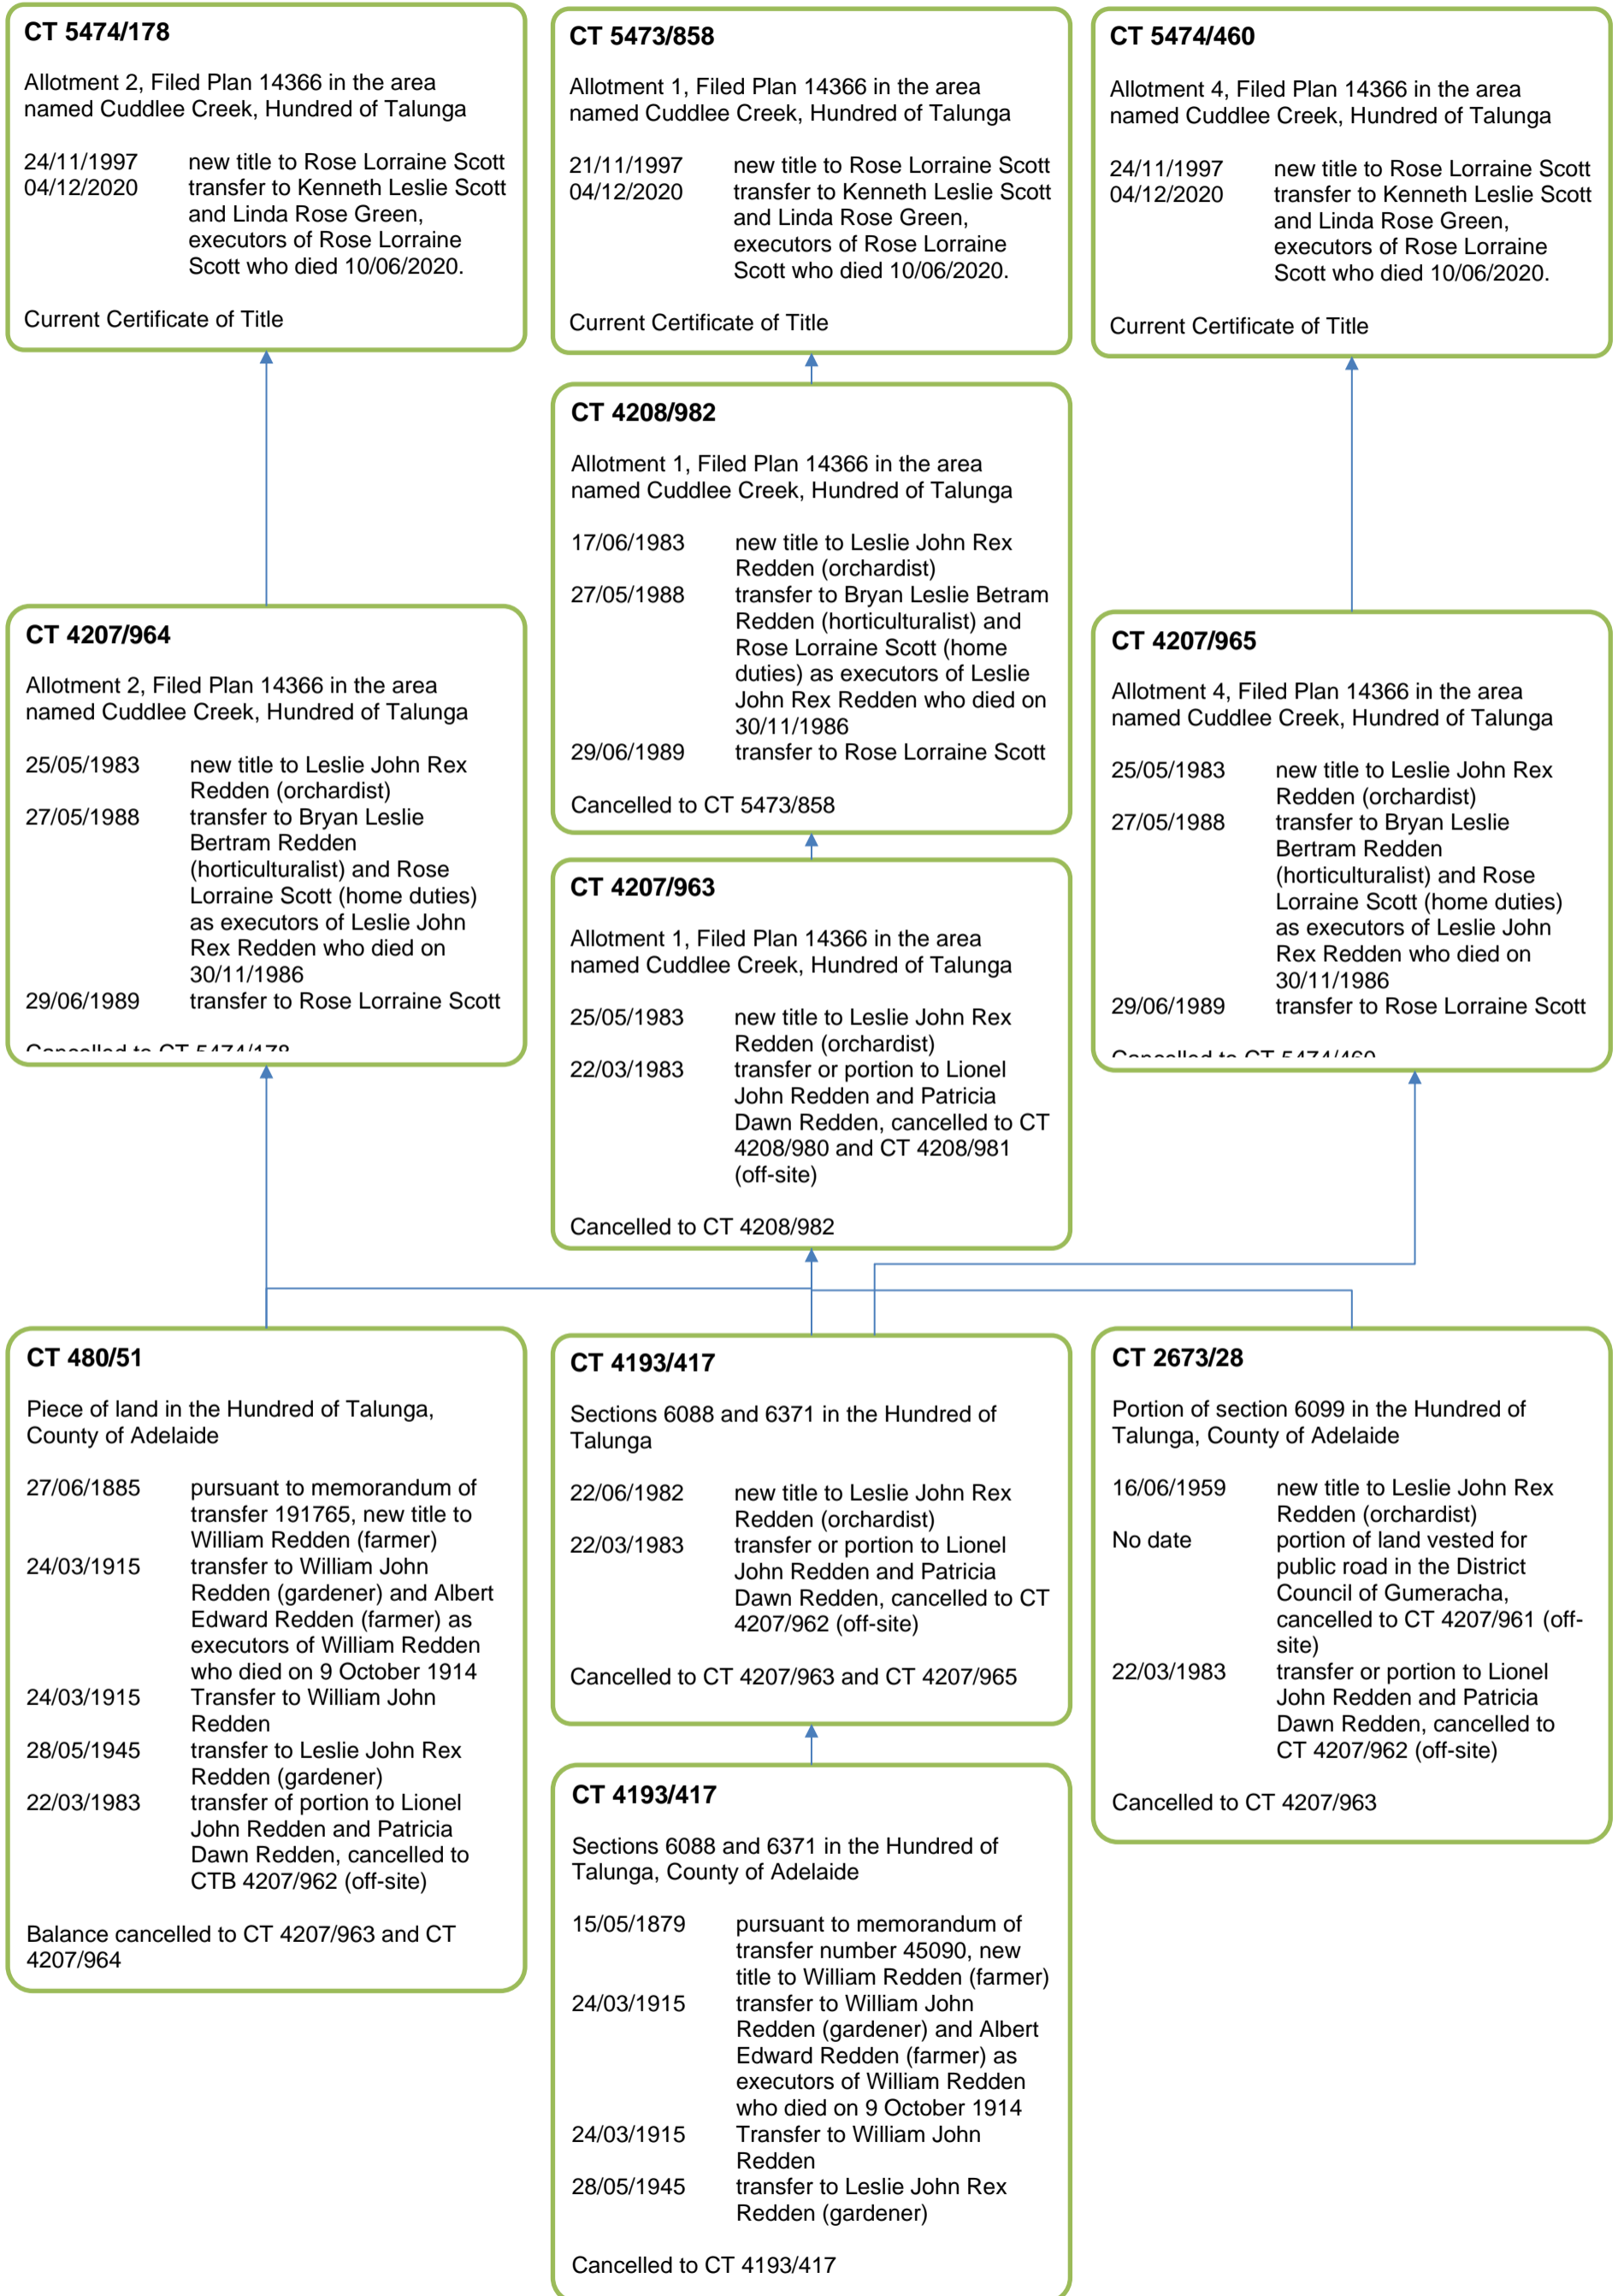 CT 5474/178
Allotment 2, Filed Plan 14366 in the area
named Cuddlee Creek, Hundred of Talunga
24/11/1997 new title to Rose Lorraine Scott
04/12/2020 transfer to Kenneth Leslie Scott
and Linda Rose Green,
executors of Rose Lorraine
Scott who died 10/06/2020.
Current Certificate of Title
CT 5473/858
Allotment 1, Filed Plan 14366 in the area
named Cuddlee Creek, Hundred of Talunga
21/11/1997 new title to Rose Lorraine Scott
04/12/2020 transfer to Kenneth Leslie Scott
and Linda Rose Green,
executors of Rose Lorraine
Scott who died 10/06/2020.
Current Certificate of Title
CT 5474/460
Allotment 4, Filed Plan 14366 in the area
named Cuddlee Creek, Hundred of Talunga
24/11/1997 new title to Rose Lorraine Scott
04/12/2020 transfer to Kenneth Leslie Scott
and Linda Rose Green,
executors of Rose Lorraine
Scott who died 10/06/2020.
Current Certificate of Title
CT 4208/982
Allotment 1, Filed Plan 14366 in the area
named Cuddlee Creek, Hundred of Talunga
17/06/1983 new title to Leslie John Rex
Redden (orchardist)
27/05/1988 transfer to Bryan Leslie Betram
Redden (horticulturalist) and
Rose Lorraine Scott (home
duties) as executors of Leslie
John Rex Redden who died on
30/11/1986
29/06/1989 transfer to Rose Lorraine Scott
Cancelled to CT 5473/858
CT 4207/964
Allotment 2, Filed Plan 14366 in the area
named Cuddlee Creek, Hundred of Talunga
25/05/1983 new title to Leslie John Rex
Redden (orchardist)
27/05/1988 transfer to Bryan Leslie
Bertram Redden
(horticulturalist) and Rose
Lorraine Scott (home duties)
as executors of Leslie John
Rex Redden who died on
30/11/1986
29/06/1989 transfer to Rose Lorraine Scott
Cancelled to CT 5474/178
CT 4207/965
Allotment 4, Filed Plan 14366 in the area
named Cuddlee Creek, Hundred of Talunga
25/05/1983 new title to Leslie John Rex
Redden (orchardist)
27/05/1988 transfer to Bryan Leslie
Bertram Redden
(horticulturalist) and Rose
Lorraine Scott (home duties)
as executors of Leslie John
Rex Redden who died on
30/11/1986
29/06/1989 transfer to Rose Lorraine Scott
Cancelled to CT 5474/460
CT 4207/963
Allotment 1, Filed Plan 14366 in the area
named Cuddlee Creek, Hundred of Talunga
25/05/1983 new title to Leslie John Rex
Redden (orchardist)
22/03/1983 transfer or portion to Lionel
John Redden and Patricia
Dawn Redden, cancelled to CT
4208/980 and CT 4208/981
(off-site)
Cancelled to CT 4208/982
CT 480/51
Piece of land in the Hundred of Talunga,
County of Adelaide
27/06/1885 pursuant to memorandum of
transfer 191765, new title to
William Redden (farmer)
24/03/1915 transfer to William John
Redden (gardener) and Albert
Edward Redden (farmer) as
executors of William Redden
who died on 9 October 1914
24/03/1915 Transfer to William John
Redden
28/05/1945 transfer to Leslie John Rex
Redden (gardener)
22/03/1983 transfer of portion to Lionel
John Redden and Patricia
Dawn Redden, cancelled to
CTB 4207/962 (off-site)
Balance cancelled to CT 4207/963 and CT
4207/964
CT 4193/417
Sections 6088 and 6371 in the Hundred of
Talunga
22/06/1982 new title to Leslie John Rex
Redden (orchardist)
22/03/1983 transfer or portion to Lionel
John Redden and Patricia
Dawn Redden, cancelled to CT
4207/962 (off-site)
Cancelled to CT 4207/963 and CT 4207/965
CT 2673/28
Portion of section 6099 in the Hundred of
Talunga, County of Adelaide
16/06/1959 new title to Leslie John Rex
Redden (orchardist)
No date portion of land vested for
public road in the District
Council of Gumeracha,
cancelled to CT 4207/961 (off-
site)
22/03/1983 transfer or portion to Lionel
John Redden and Patricia
Dawn Redden, cancelled to
CT 4207/962 (off-site)
Cancelled to CT 4207/963
CT 4193/417
Sections 6088 and 6371 in the Hundred of
Talunga, County of Adelaide
15/05/1879 pursuant to memorandum of
transfer number 45090, new
title to William Redden (farmer)
24/03/1915 transfer to William John
Redden (gardener) and Albert
Edward Redden (farmer) as
executors of William Redden
who died on 9 October 1914
24/03/1915 Transfer to William John
Redden
28/05/1945 transfer to Leslie John Rex
Redden (gardener)
Cancelled to CT 4193/417